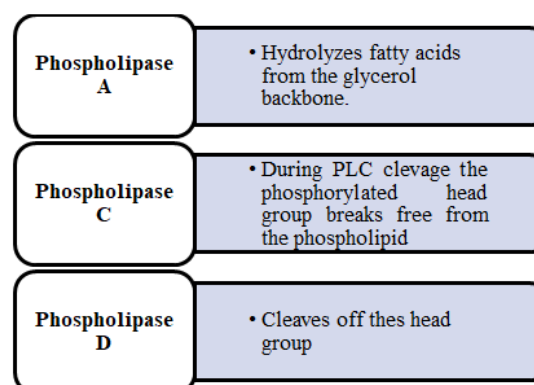 Phospholipase
A
• Hydrolyzes fatty acids
from the glycerol
backbone.
Phospholipase
C
• During PLC clevage the
phosphorylated head
group breaks free from
the phospholipid
Phospholipase
D
• Cleaves off thes head
group